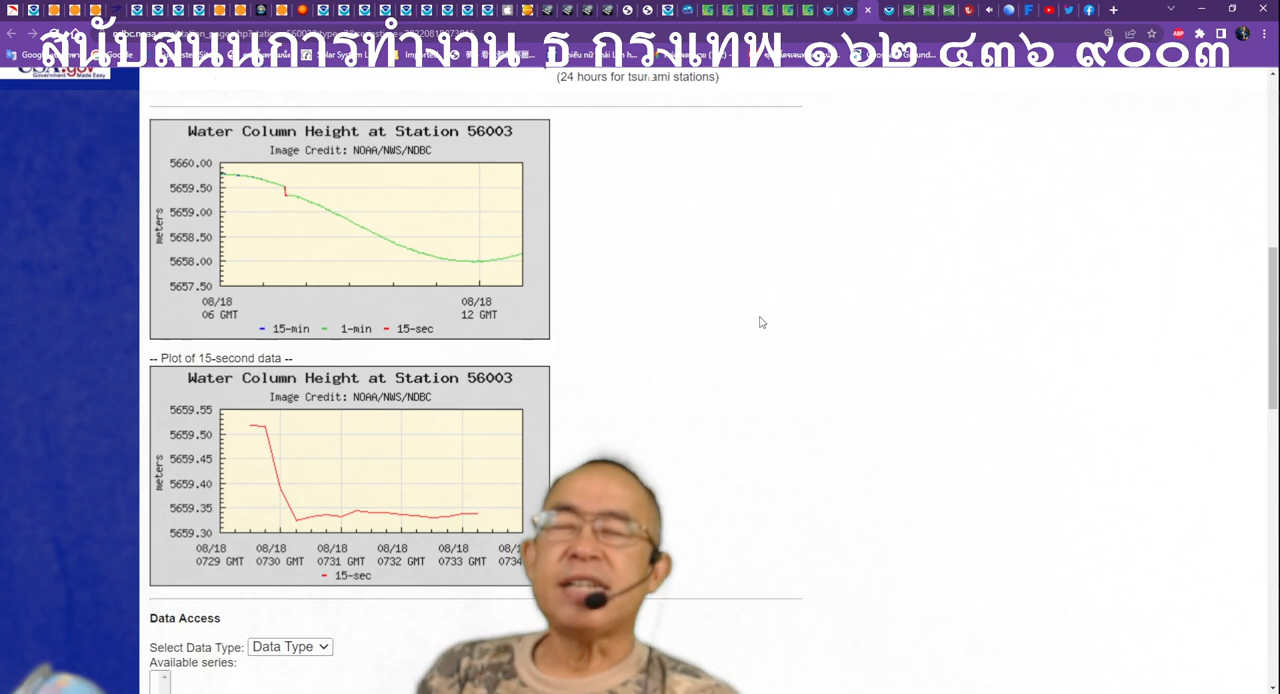 สนับสนุนการทำงาน ธ.กรุงเทพ ๑๖๒ ๔๓๖ ๙๐๐๓
Government Made Easy
(24 hours for tsunami stations)
Water Column Height at Station 56003
Image Credit: NOAA/NWS/NDBC
5660.00
5659.50
5659.00
5658.50
5658.00
5657.50
meters
08/18 08/18
06 GMT 12 GMT
15-min 1-min 15-sec
-- Plot of 15-second data --
Water Column Height at Station 56003
Image Credit: NOAA/NWS/NDBC
5659.55
5659.50
5659.45
5659.40
5659.35
5659.30
meters
08/18 08/18 08/18 08/18 08/18 08/1
0729 GMT 0730 GMT 0731 GMT 0732 GMT 0733 GMT 0734
15-sec
Data Access
Select Data Type: Data Type
Available series: